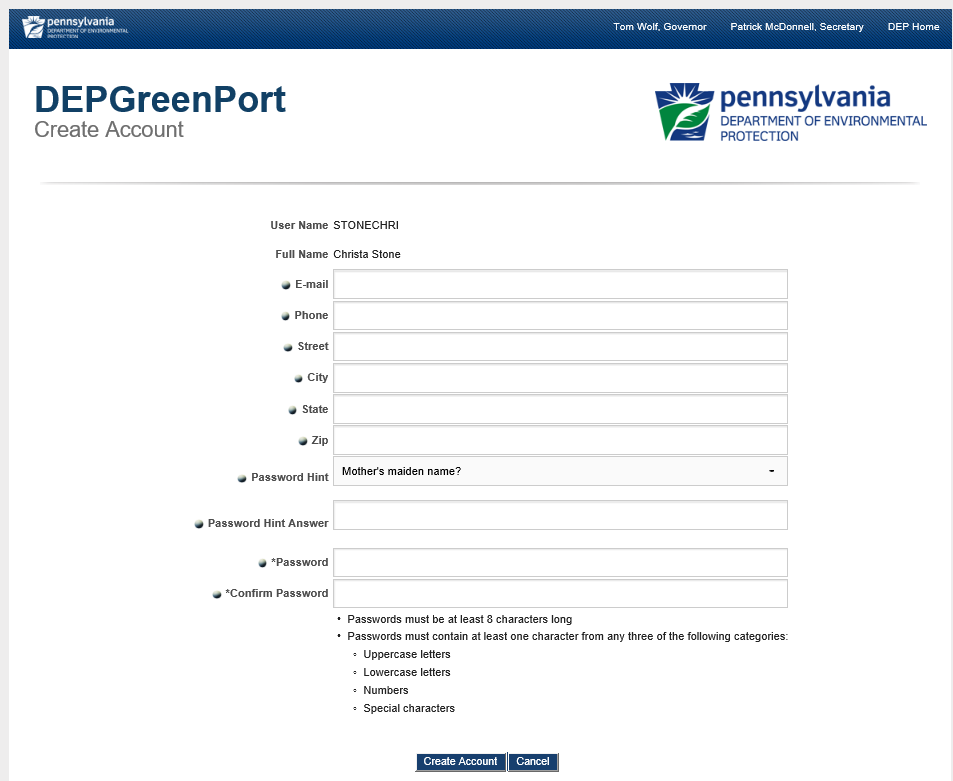 pennsylvania
DEPARTMENT OF ENVIRONMENTAL
PROTECTION
Tom Wolf, Governor Patrick McDonnell, Secretary DEP Home
DEPGreenPort
Create Account
pennsylvania
DEPARTMENT OF ENVIRONMENTAL
PROTECTION
User Name STONECHRI
Full Name Christa Stone
E-mail
Phone
Street
City
State
Zip
Password Hint Mother's maiden name?
Password Hint Answer
*Password
*Confirm Password
• Passwords must be at least 8 characters long
• Passwords must contain at least one character from any three of the following categories:
◦ Uppercase letters
◦ Lowercase letters
◦ Numbers
◦ Special characters
Create Account Cancel